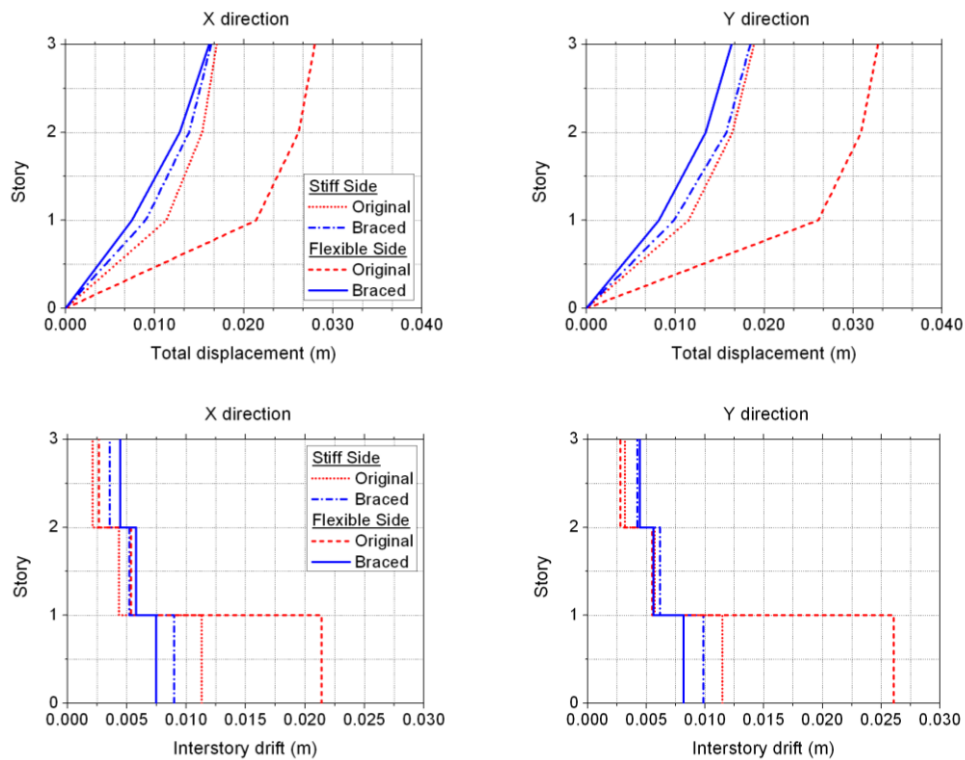 X direction
3
2
1
0
Story
0.000
0.010
0.020
0.030
0.040
Total displacement (m)
Stiff Side
Original
Braced
Flexible Side
Original
Braced
Y direction
3
2
1
0
Story
0.000
0.010
0.020
0.030
0.040
Total displacement (m)
X direction
3
2
1
0
Story
0.000
0.005
0.010
0.015
0.020
0.025
0.030
Interstory drift (m)
Stiff Side
Original
Braced
Flexible Side
Original
Braced
Y direction
3
2
1
0
Story
0.000
0.005
0.010
0.015
0.020
0.025
0.030
Interstory drift (m)